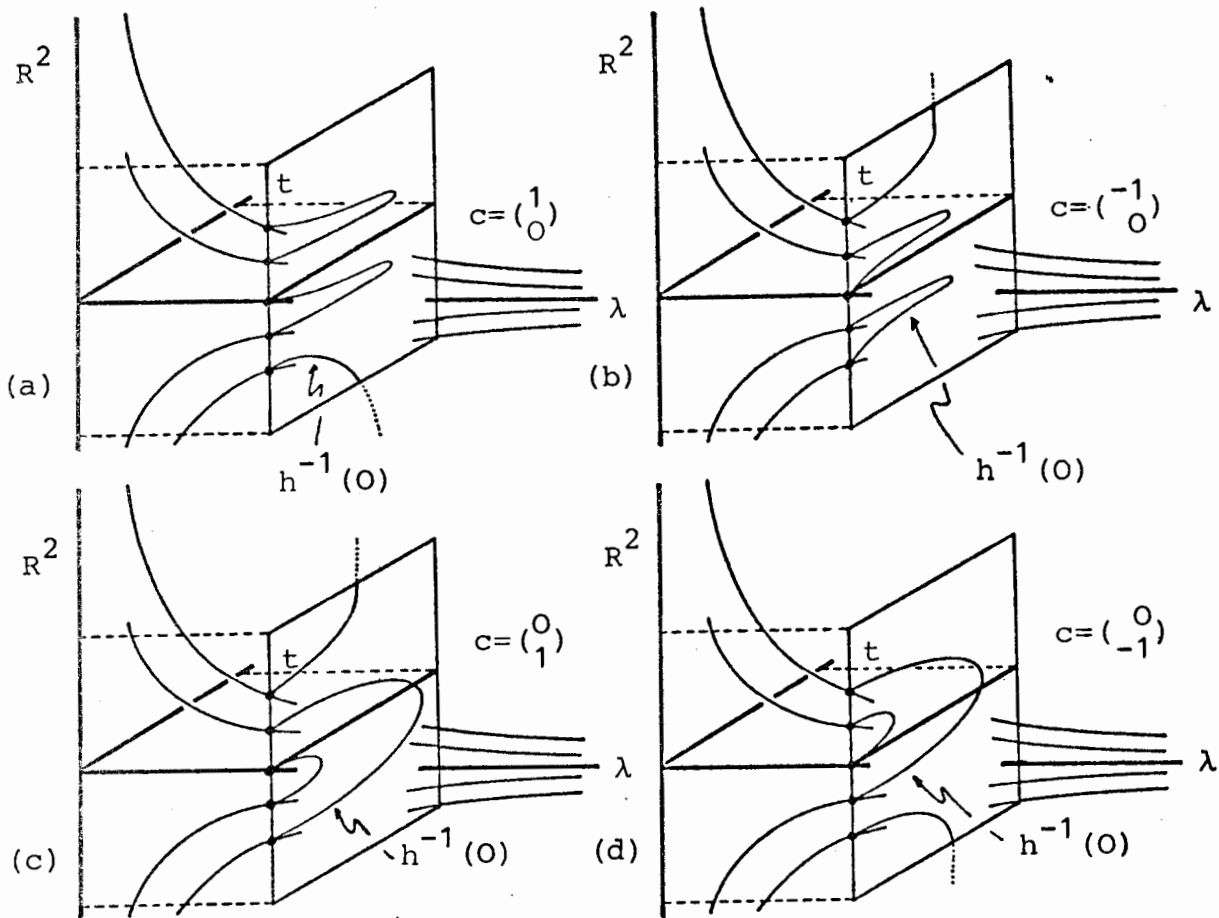 R²
t
c=(1 0)
λ
(a)
h⁻¹(0)
R²
t
c=(-1 0)
λ
(b)
h⁻¹(0)
R²
t
c=(0 1)
λ
(c)
h⁻¹(0)
R²
t
c=(0 -1)
λ
(d)
h⁻¹(0)